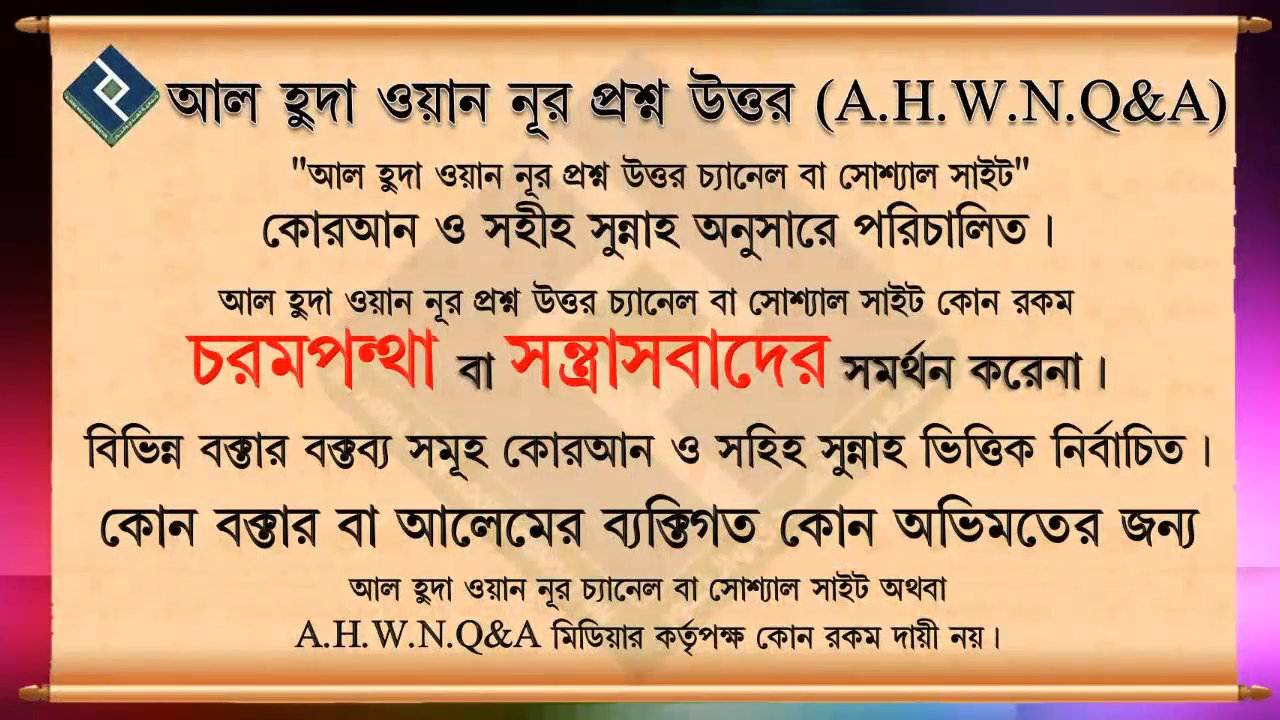 আল হুদা ওয়ান নূর প্রশ্ন উত্তর (A.H.W.N.Q&A)
"আল হুদা ওয়ান নূর প্রশ্ন উত্তর চ্যানেল বা সোশ্যাল সাইট"
কোরআন ও সহীহ সুন্নাহ অনুসারে পরিচালিত।
আল হুদা ওয়ান নূর প্রশ্ন উত্তর চ্যানেল বা সোশ্যাল সাইট কোন রকম
চরমপন্থা বা সন্ত্রাসবাদের সমর্থন করেনা।
বিভিন্ন বক্তার বক্তব্য সমূহ কোরআন ও সহিহ সুন্নাহ ভিত্তিক নির্বাচিত।
কোন বক্তার বা আলেমের ব্যক্তিগত কোন অভিমতের জন্য
আল হুদা ওয়ান নূর চ্যানেল বা সোশ্যাল সাইট অথবা
A.H.W.N.Q&A মিডিয়ার কর্তৃপক্ষ কোন রকম দায়ী নয়।